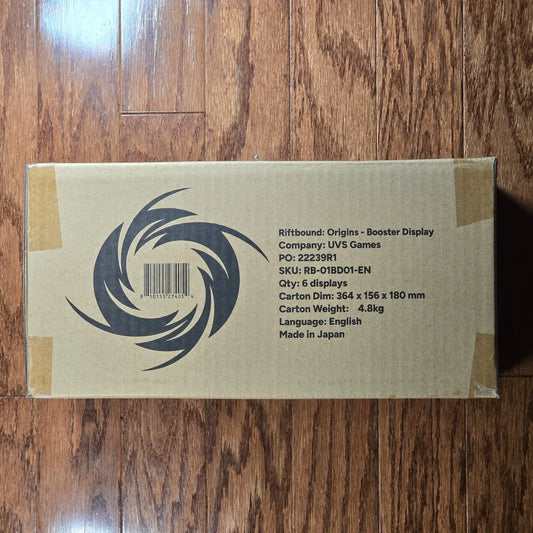 Riftbound: Origins - Booster Display
Company: UVS Games
PO: 22239R1
SKU: RB-01BD01-EN
Qty: 6 displays
Carton Dim: 364 x 156 x 180 mm
Carton Weight: 4.8kg
Language: English
Made in Japan